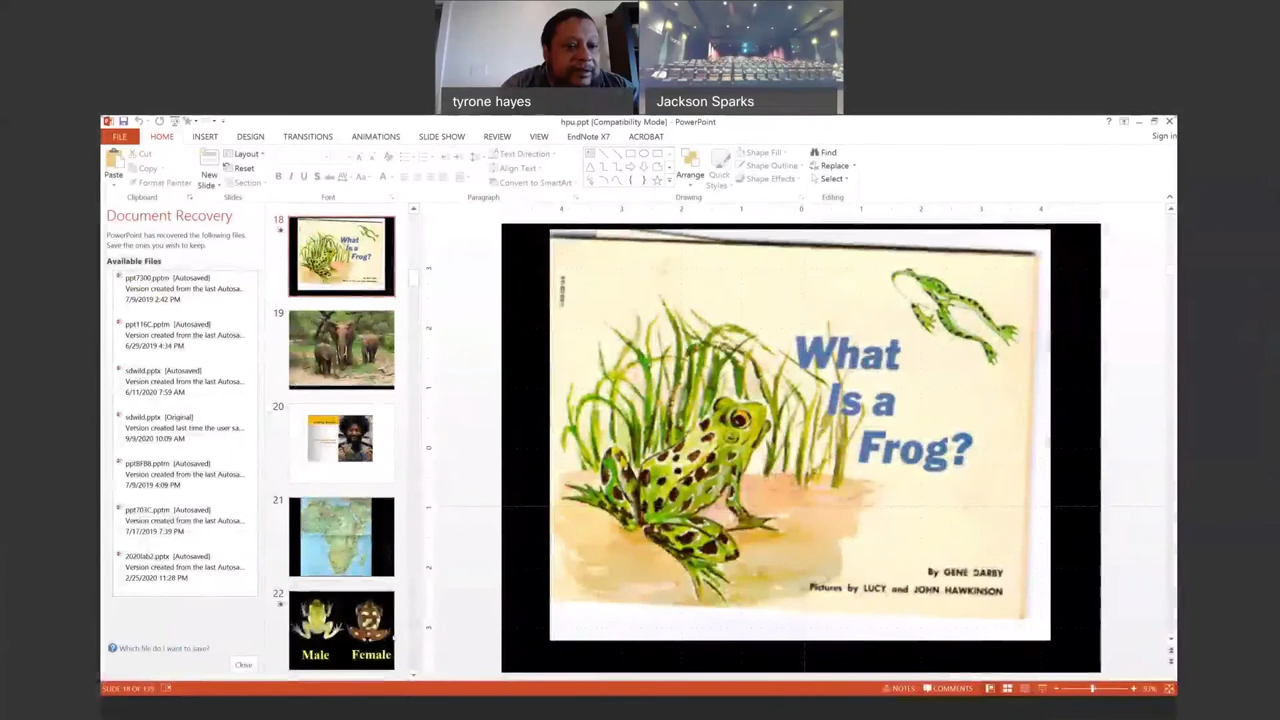 tyrone hayes
Jackson Sparks
hpu.ppt [Compatibility Mode] - PowerPoint
Sign in
FILE HOME INSERT DESIGN TRANSITIONS ANIMATIONS SLIDE SHOW REVIEW VIEW EndNote X7 ACROBAT
Paste
Cut
Copy
Format Painter
Clipboard
New
Slide
Layout
Reset
Section
Slides
Font
Text Direction
Align Text
Convert to SmartArt
Paragraph
Arrange
Quick
Styles
Shape Fill
Shape Outline
Shape Effects
Drawing
Find
Replace
Select
Editing
Document Recovery
PowerPoint has recovered the following files.
Save the ones you wish to keep.
Available Files
ppt7300.pptm [Autosaved]
Version created from the last Autosa...
7/9/2019 2:42 PM
ppt116C.pptm [Autosaved]
Version created from the last Autosa...
6/29/2019 4:34 PM
sdwild.pptx [Autosaved]
Version created from the last Autosa...
6/11/2020 7:59 AM
sdwild.pptx [Original]
Version created last time the user sa...
9/9/2020 10:09 AM
pptBFB8.pptm [Autosaved]
Version created from the last Autosa...
7/9/2019 4:09 PM
ppt703C.pptm [Autosaved]
Version created from the last Autosa...
7/17/2019 7:39 PM
2020lab2.pptx [Autosaved]
Version created from the last Autosa...
2/25/2020 11:28 PM
Which file do I want to save?
Close
18
What
Is a
Frog?
19
20
21
22
Male Female
What
Is a
Frog?
By GENE DARBY
Pictures by LUCY and JOHN HAWKINSON
SLIDE 18 OF 139
NOTES
COMMENTS
93%